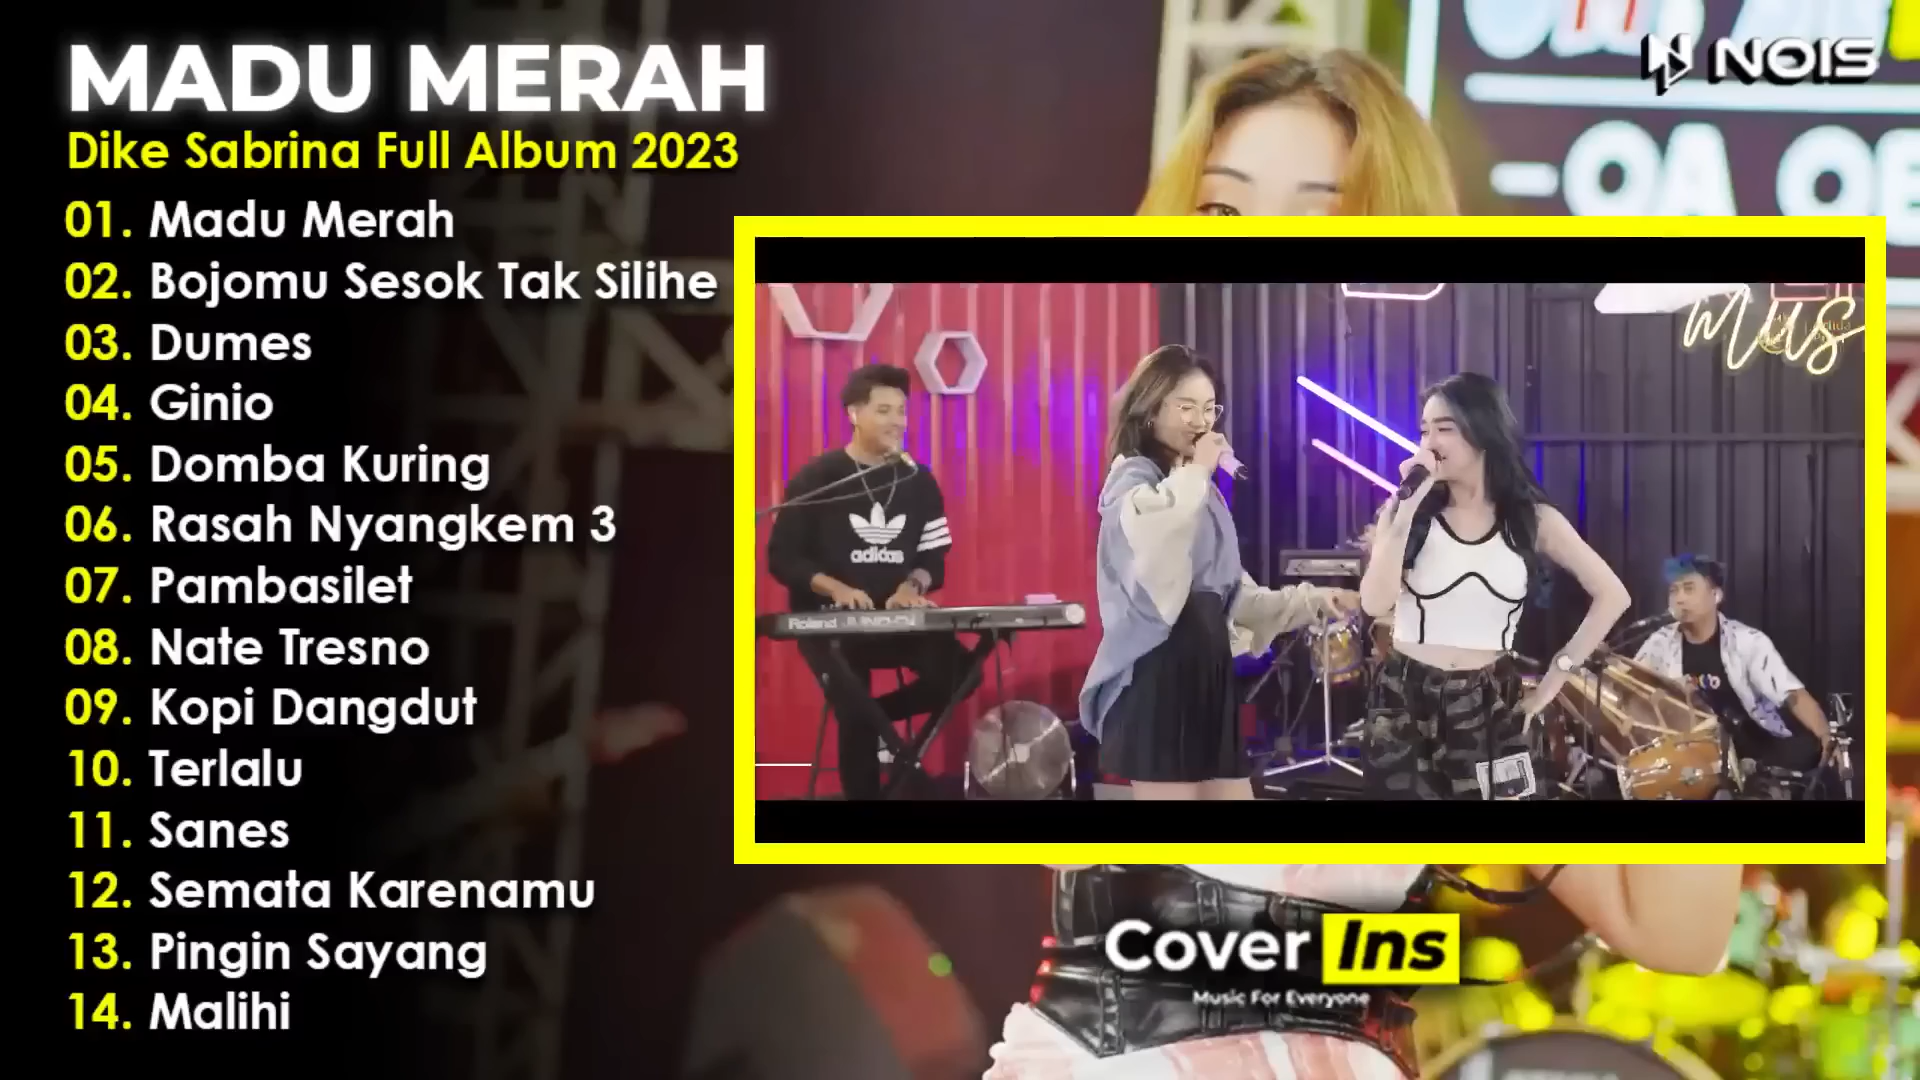 MADU MERAH
Dike Sabrina Full Album 2023
01. Madu Merah
02. Bojomu Sesok Tak Silihe
03. Dumes
04. Ginio
05. Domba Kuring
06. Rasah Nyangkem 3
07. Pambasilet
08. Nate Tresno
09. Kopi Dangdut
10. Terlalu
11. Sanes
12. Semata Karenamu
13. Pingin Sayang
14. Malihi
NOIS
-QA
Mus
adidas
Roland
Cover Ins
Music For Everyone